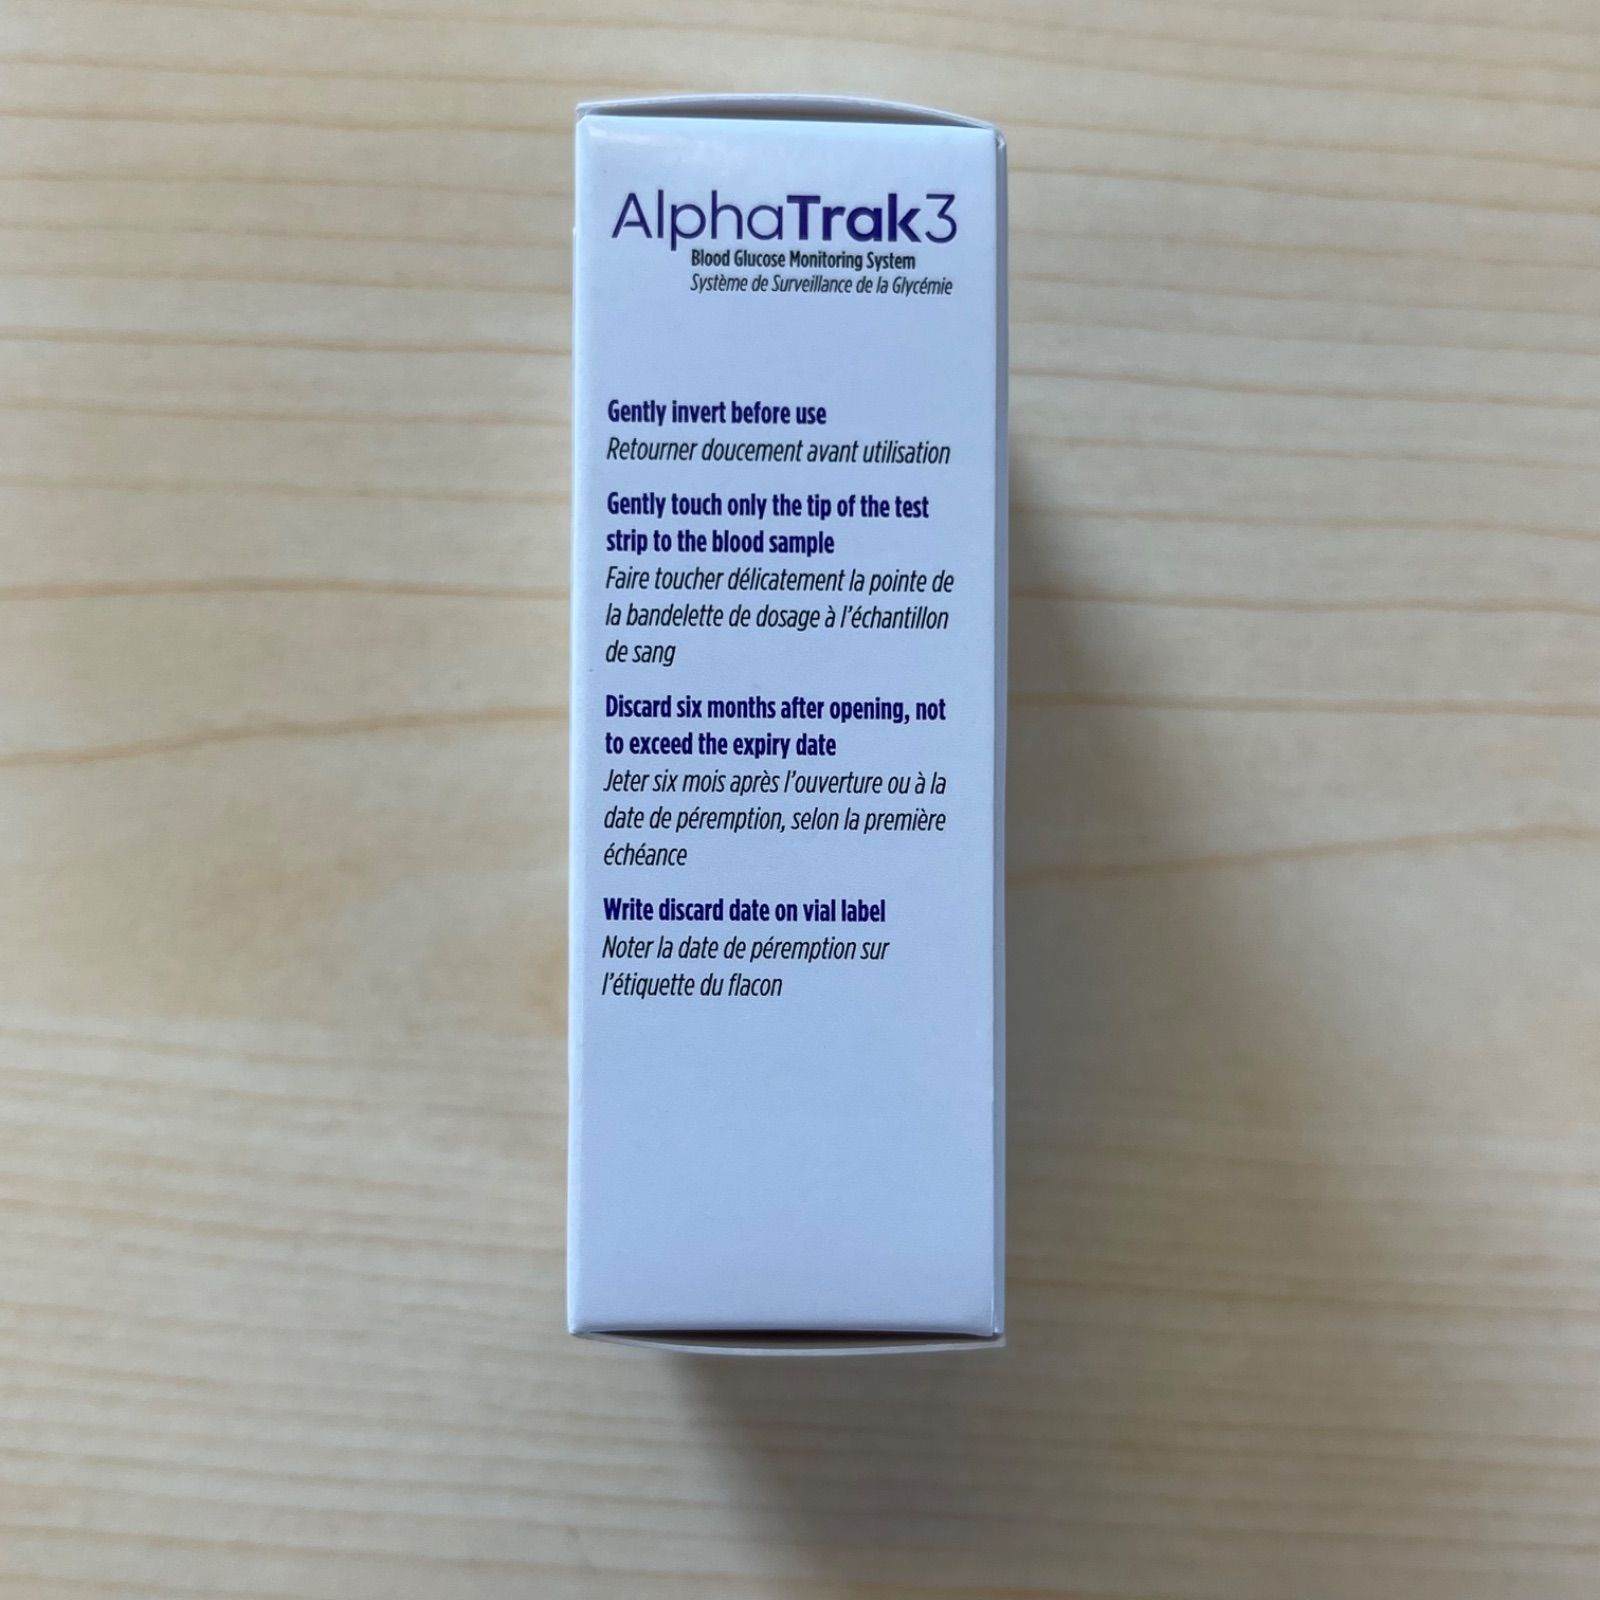 AlphaTrak3
Blood Glucose Monitoring System
Système de Surveillance de la Glycémie
Gently invert before use
Retourner doucement avant utilisation
Gently touch only the tip of the test
strip to the blood sample
Faire toucher délicatement la pointe de
la bandelette de dosage à l'échantillon
de sang
Discard six months after opening, not
to exceed the expiry date
Jeter six mois après l'ouverture ou à la
date de péremption, selon la première
échéance
Write discard date on vial label
Noter la date de péremption sur
l'étiquette du flacon